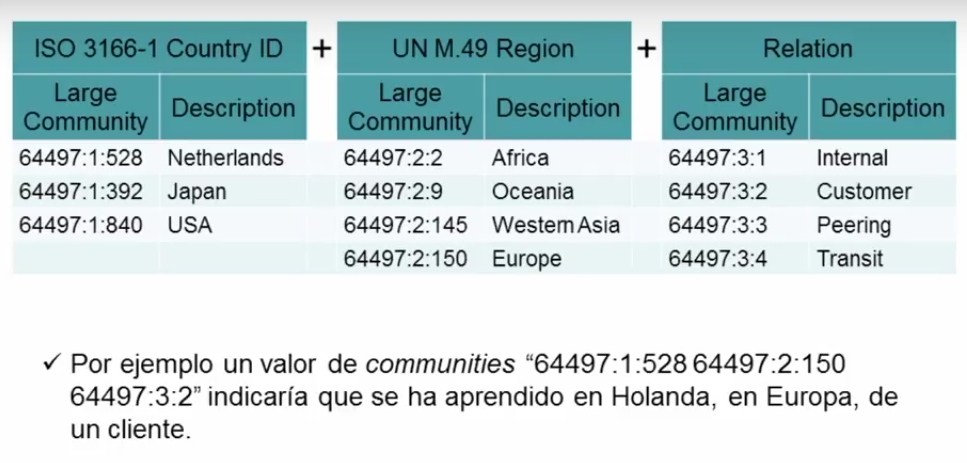 ISO 3166-1 Country ID + UN M.49 Region + Relation
Large Community Description Large Community Description Large Community Description
64497:1:528 Netherlands 64497:2:2 Africa 64497:3:1 Internal
64497:1:392 Japan 64497:2:9 Oceania 64497:3:2 Customer
64497:1:840 USA 64497:2:145 Western Asia 64497:3:3 Peering
64497:2:150 Europe 64497:3:4 Transit
✓ Por ejemplo un valor de communities “64497:1:528 64497:2:150
64497:3:2” indicaría que se ha aprendido en Holanda, en Europa, de
un cliente.